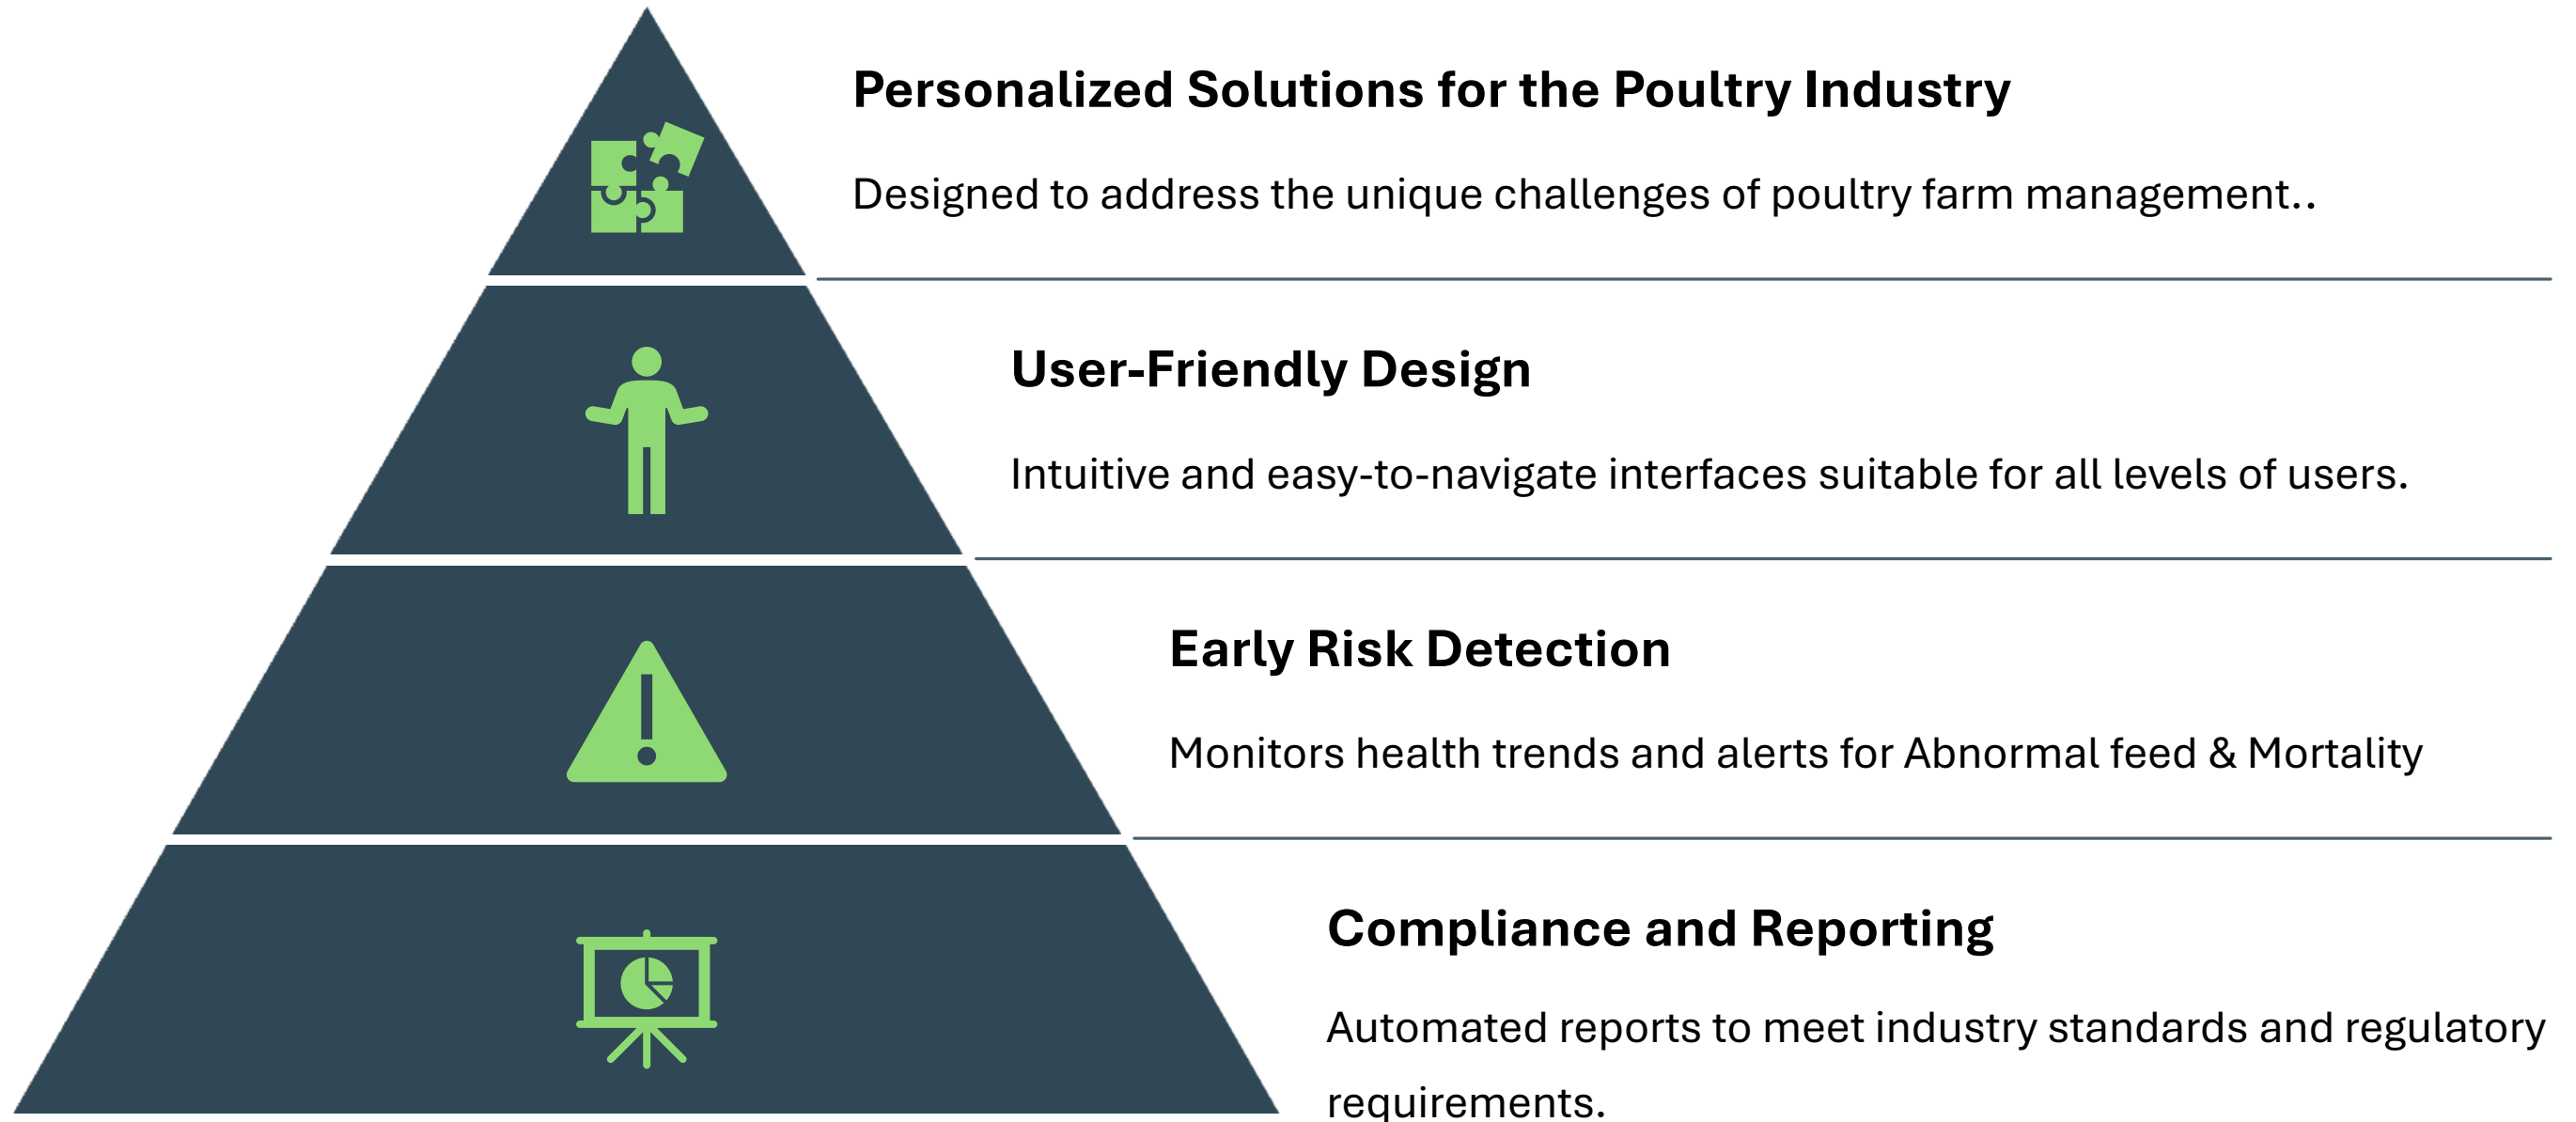 Personalized Solutions for the Poultry Industry
Designed to address the unique challenges of poultry farm management..
User-Friendly Design
Intuitive and easy-to-navigate interfaces suitable for all levels of users.
Early Risk Detection
Monitors health trends and alerts for Abnormal feed & Mortality
Compliance and Reporting
Automated reports to meet industry standards and regulatory
requirements.